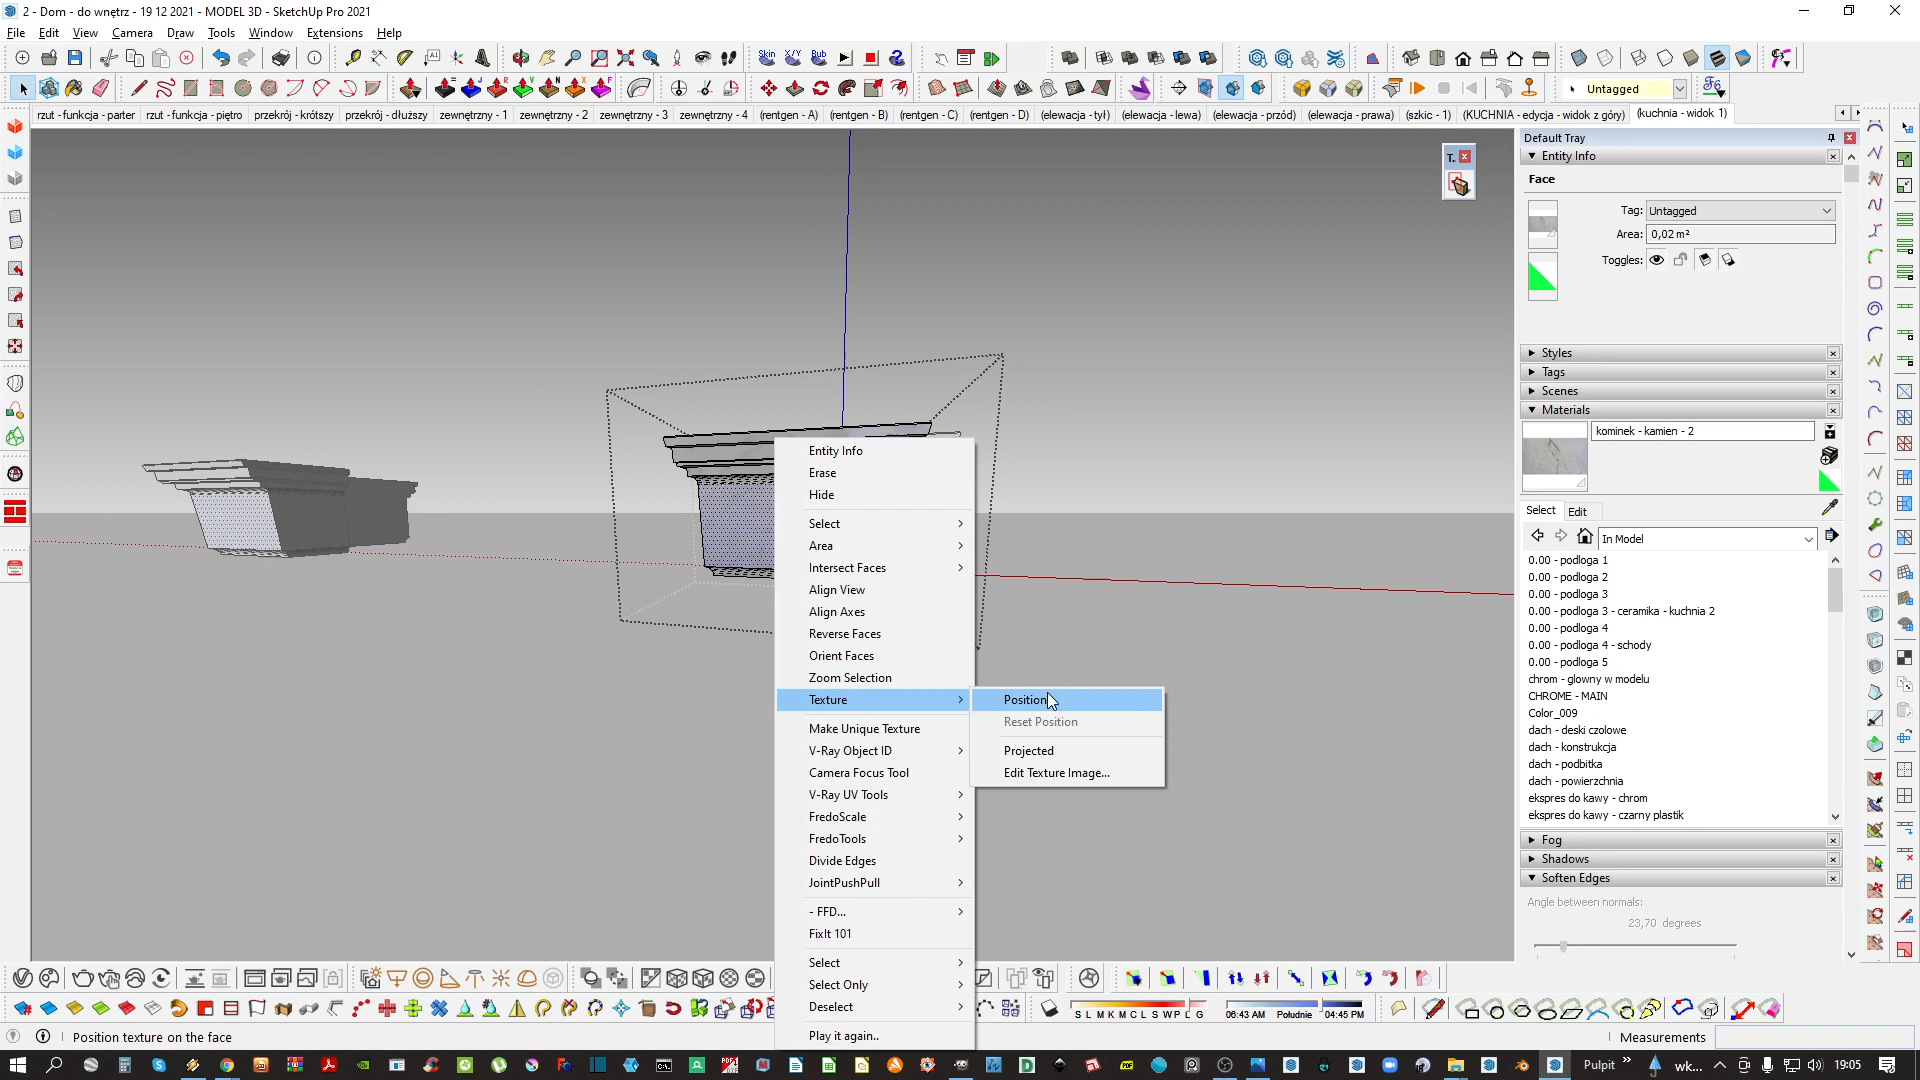 2 - Dom - do wnętrz - 19 12 2021 - MODEL 3D - SketchUp Pro 2021
File Edit View Camera Draw Tools Window Extensions Help
Skin X/Y Bub
Untagged
rzut - funkcja - parter rzut - funkcja - piętro przekrój - krótszy przekrój - dłuższy zewnętrzny - 1 zewnętrzny - 2 zewnętrzny - 3 zewnętrzny - 4 (rentgen - A) (rentgen - B) (rentgen - C) (rentgen - D) (elewacja - tył) (elewacja - lewa) (elewacja - przód) (elewacja - prawa) (szkic - 1) (KUCHNIA - edycja - widok z góry) (kuchnia - widok 1)
Default Tray
T.
Entity Info
Face
Tag: Untagged
Area: 0,02 m²
Toggles:
Styles
Tags
Scenes
Materials
kominek - kamien - 2
Select Edit
In Model
0.00 - podloga 1
0.00 - podloga 2
0.00 - podloga 3
0.00 - podloga 3 - ceramika - kuchnia 2
0.00 - podloga 4
0.00 - podloga 4 - schody
0.00 - podloga 5
chrom - glowny w modelu
CHROME - MAIN
Color_009
dach - deski czolowe
dach - konstrukcja
dach - podbitka
dach - powierzchnia
ekspres do kawy - chrom
ekspres do kawy - czarny plastik
Fog
Shadows
Soften Edges
Angle between normals:
23,70 degrees
Entity Info
Erase
Hide
Select
Area
Intersect Faces
Align View
Align Axes
Reverse Faces
Orient Faces
Zoom Selection
Texture
Make Unique Texture
V-Ray Object ID
Camera Focus Tool
V-Ray UV Tools
FredoScale
FredoTools
Divide Edges
JointPushPull
- FFD...
FixIt 101
Select
Select Only
Deselect
Play it again..
Position
Reset Position
Projected
Edit Texture Image...
S L M K M C L S W P L G
06:43 AM Południe 04:45 PM
Position texture on the face
Measurements
Pulpit
wk...
19:05